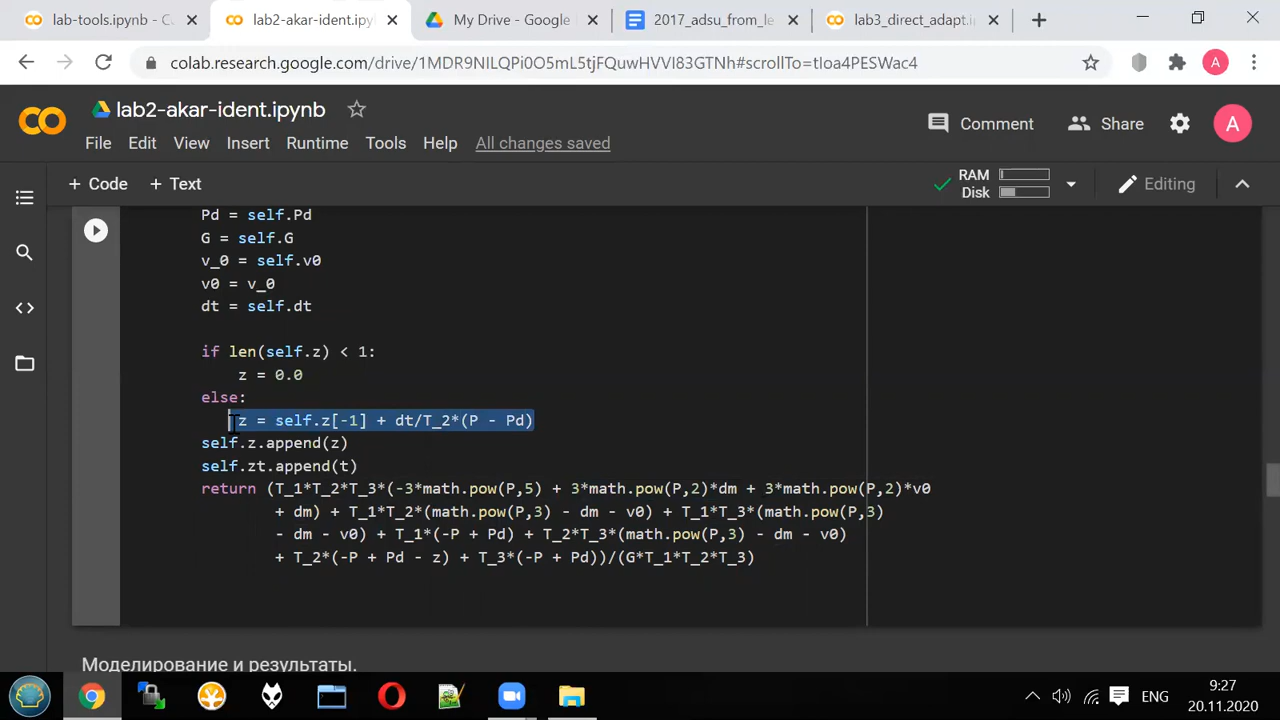 lab-tools.ipynb - C
lab2-akar-ident.ipynb
My Drive - Google
2017_adsu_from_le
lab3_direct_adapt.i
colab.research.google.com/drive/1MDR9NILQPi0O5mL5tjFQuwHVVI83GTNh#scrollTo=tIoa4PESWac4
A
lab2-akar-ident.ipynb
Comment
Share
A
File Edit View Insert Runtime Tools Help All changes saved
+ Code + Text
RAM
Disk
Editing
Pd = self.Pd
G = self.G
v_0 = self.v0
v0 = v_0
dt = self.dt
if len(self.z) < 1:
z = 0.0
else:
z = self.z[-1] + dt/T_2*(P - Pd)
self.z.append(z)
self.zt.append(t)
return (T_1*T_2*T_3*(-3*math.pow(P,5) + 3*math.pow(P,2)*dm + 3*math.pow(P,2)*v0
+ dm) + T_1*T_2*(math.pow(P,3) - dm - v0) + T_1*T_3*(math.pow(P,3)
- dm - v0) + T_1*(-P + Pd) + T_2*T_3*(math.pow(P,3) - dm - v0)
+ T_2*(-P + Pd - z) + T_3*(-P + Pd))/(G*T_1*T_2*T_3)
Моделирование и результаты.
ENG
9:27
20.11.2020